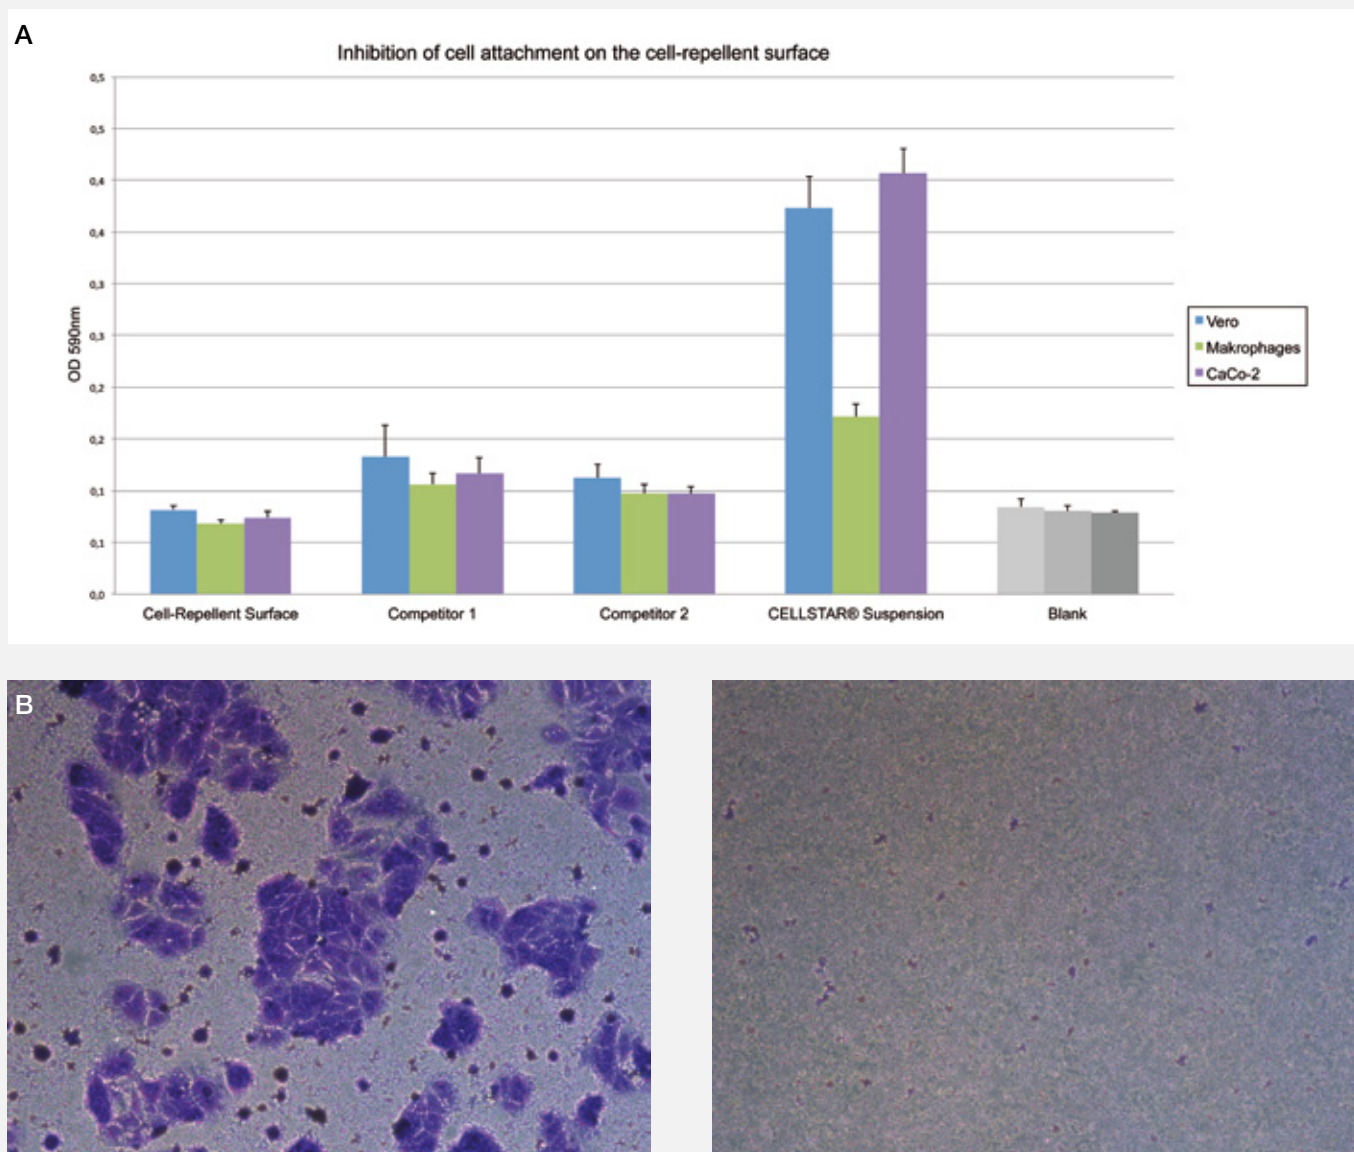 A
Inhibition of cell attachment on the cell-repellent surface
0,5
0,5
0,4
0,4
0,3
0,3
0,2
0,2
0,1
0,1
0,0
OD 590nm
Vero
Makrophages
CaCo-2
Cell-Repellent Surface
Competitor 1
Competitor 2
CELLSTAR® Suspension
Blank
B